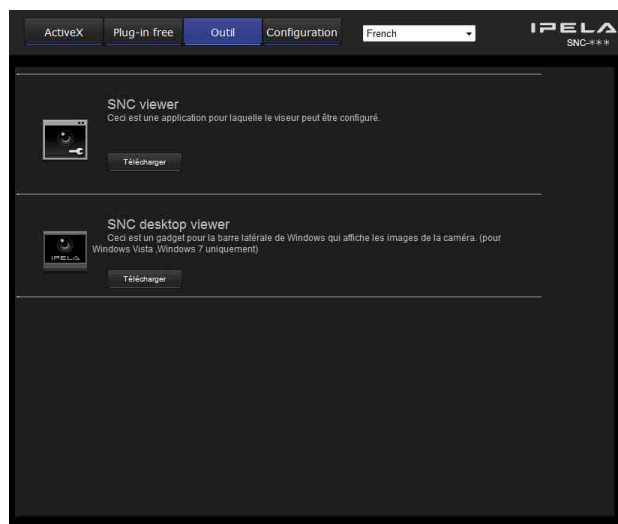 ActiveX Plug-in free Outil Configuration French IPELA
SNC-***
SNC viewer
Ceci est une application pour laquelle le viseur peut être configuré.
Télécharger
SNC desktop viewer
Ceci est un gadget pour la barre latérale de Windows qui affiche les images de la caméra. (pour
IPELA
Windows Vista ,Windows 7 uniquement)
Télécharger